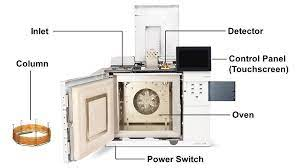 Inlet
Detector
Control Panel
(Touchscreen)
Column
Oven
Power Switch